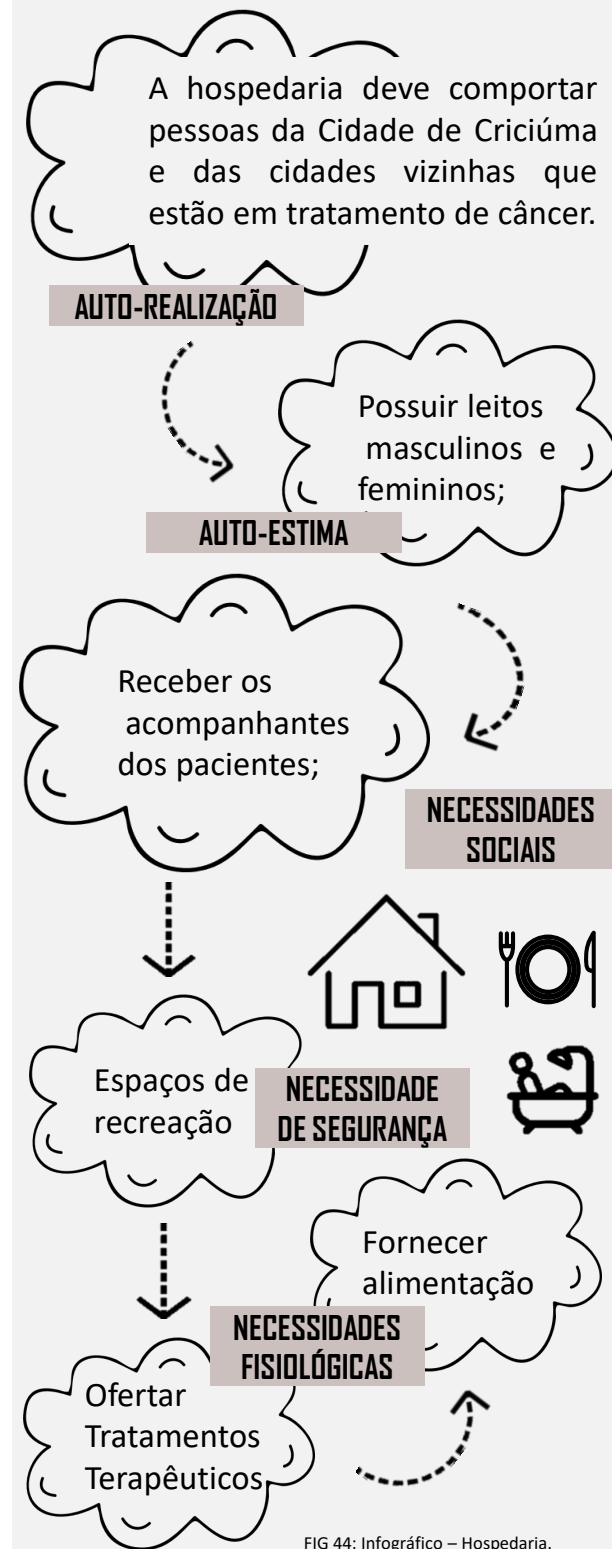 A hospedaria deve comportar
pessoas da Cidade de Criciúma
e das cidades vizinhas que
estão em tratamento de câncer.
AUTO-REALIZAÇÃO
Possuir leitos
masculinos e
femininos;
AUTO-ESTIMA
Receber os
acompanhantes
dos pacientes;
NECESSIDADES
SOCIAIS
Espaços de
recreação
NECESSIDADE
DE SEGURANÇA
Fornecer
alimentação
NECESSIDADES
FISIOLÓGICAS
Ofertar
Tratamentos
Terapêuticos
FIG 44: Infográfico – Hospedaria.